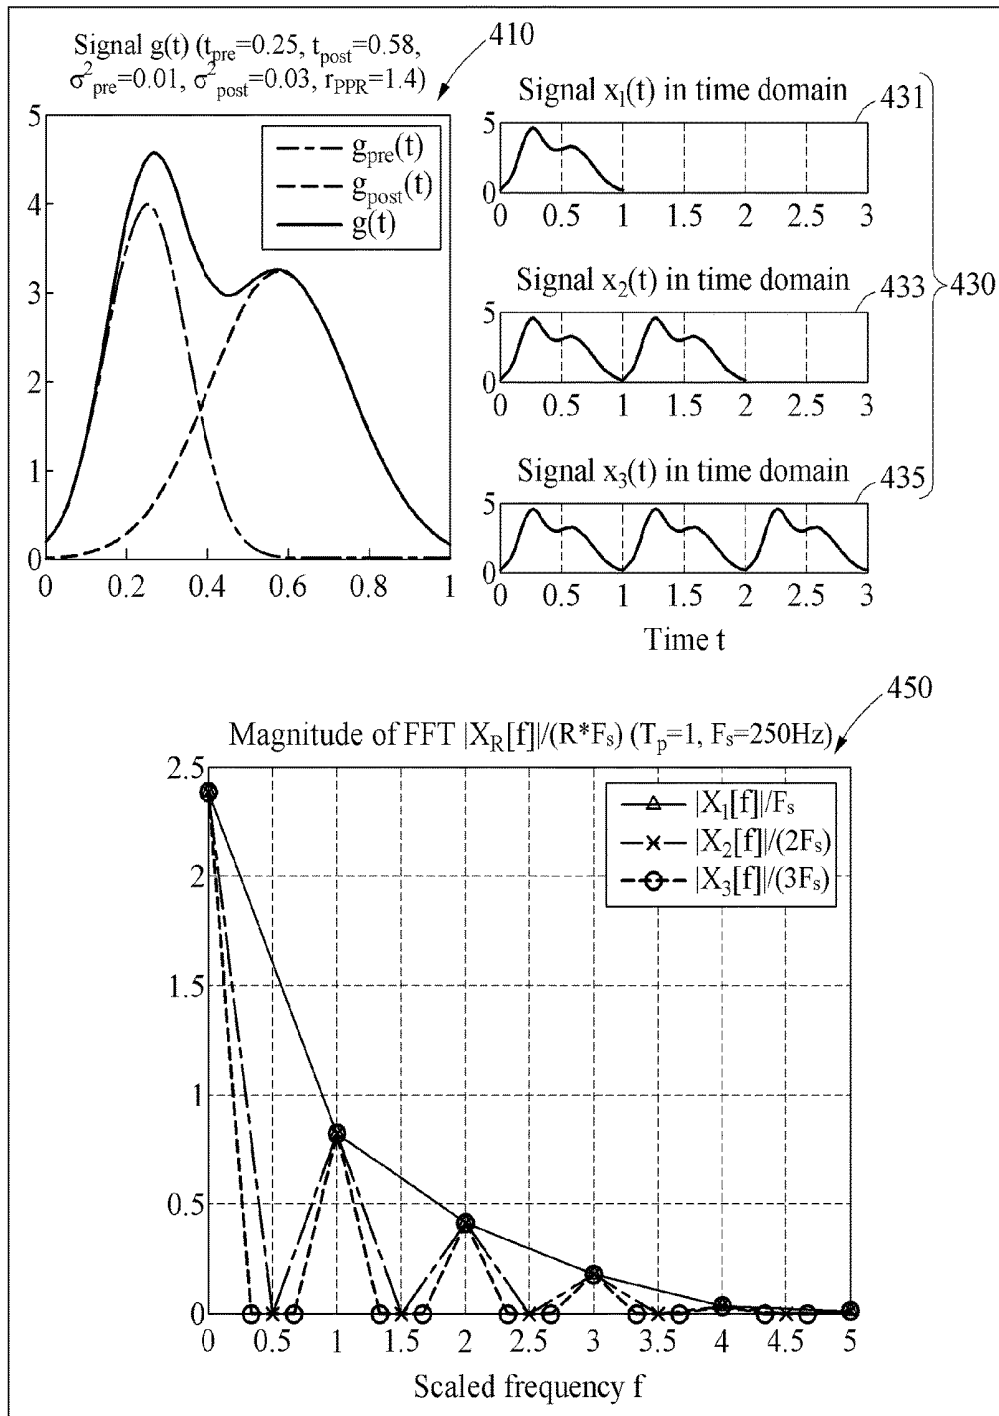 Signal g(t) (t_pre=0.25, t_post=0.58,
σ²_pre=0.01, σ²_post=0.03, r_PPR=1.4)
410
5
4
3
2
1
0
0 0.2 0.4 0.6 0.8 1
g_pre(t)
g_post(t)
g(t)
Signal x₁(t) in time domain
431
5
0
0 0.5 1 1.5 2 2.5 3
Signal x₂(t) in time domain
433
430
5
0
0 0.5 1 1.5 2 2.5 3
Signal x₃(t) in time domain
435
5
0
0 0.5 1 1.5 2 2.5 3
Time t
450
Magnitude of FFT |X_R[f]|/(R*F_s) (T_p=1, F_s=250Hz)
2.5
2
1.5
1
0.5
0
|X₁[f]|/F_s
|X₂[f]|/(2F_s)
|X₃[f]|/(3F_s)
0 0.5 1 1.5 2 2.5 3 3.5 4 4.5 5
Scaled frequency f